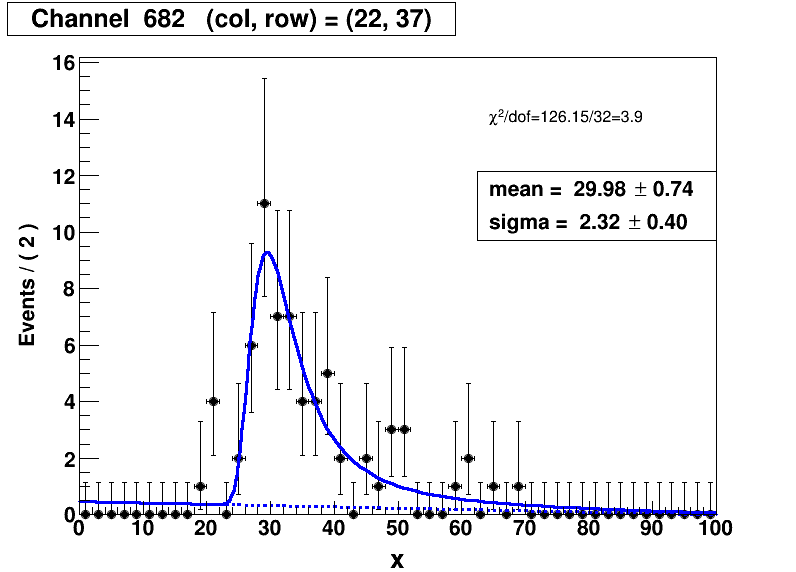 Channel 682 (col, row) = (22, 37)
χ²/dof=126.15/32=3.9
mean = 29.98 ± 0.74
sigma = 2.32 ± 0.40
Events / ( 2 )
16
14
12
10
8
6
4
2
0
0 10 20 30 40 50 60 70 80 90 100
x